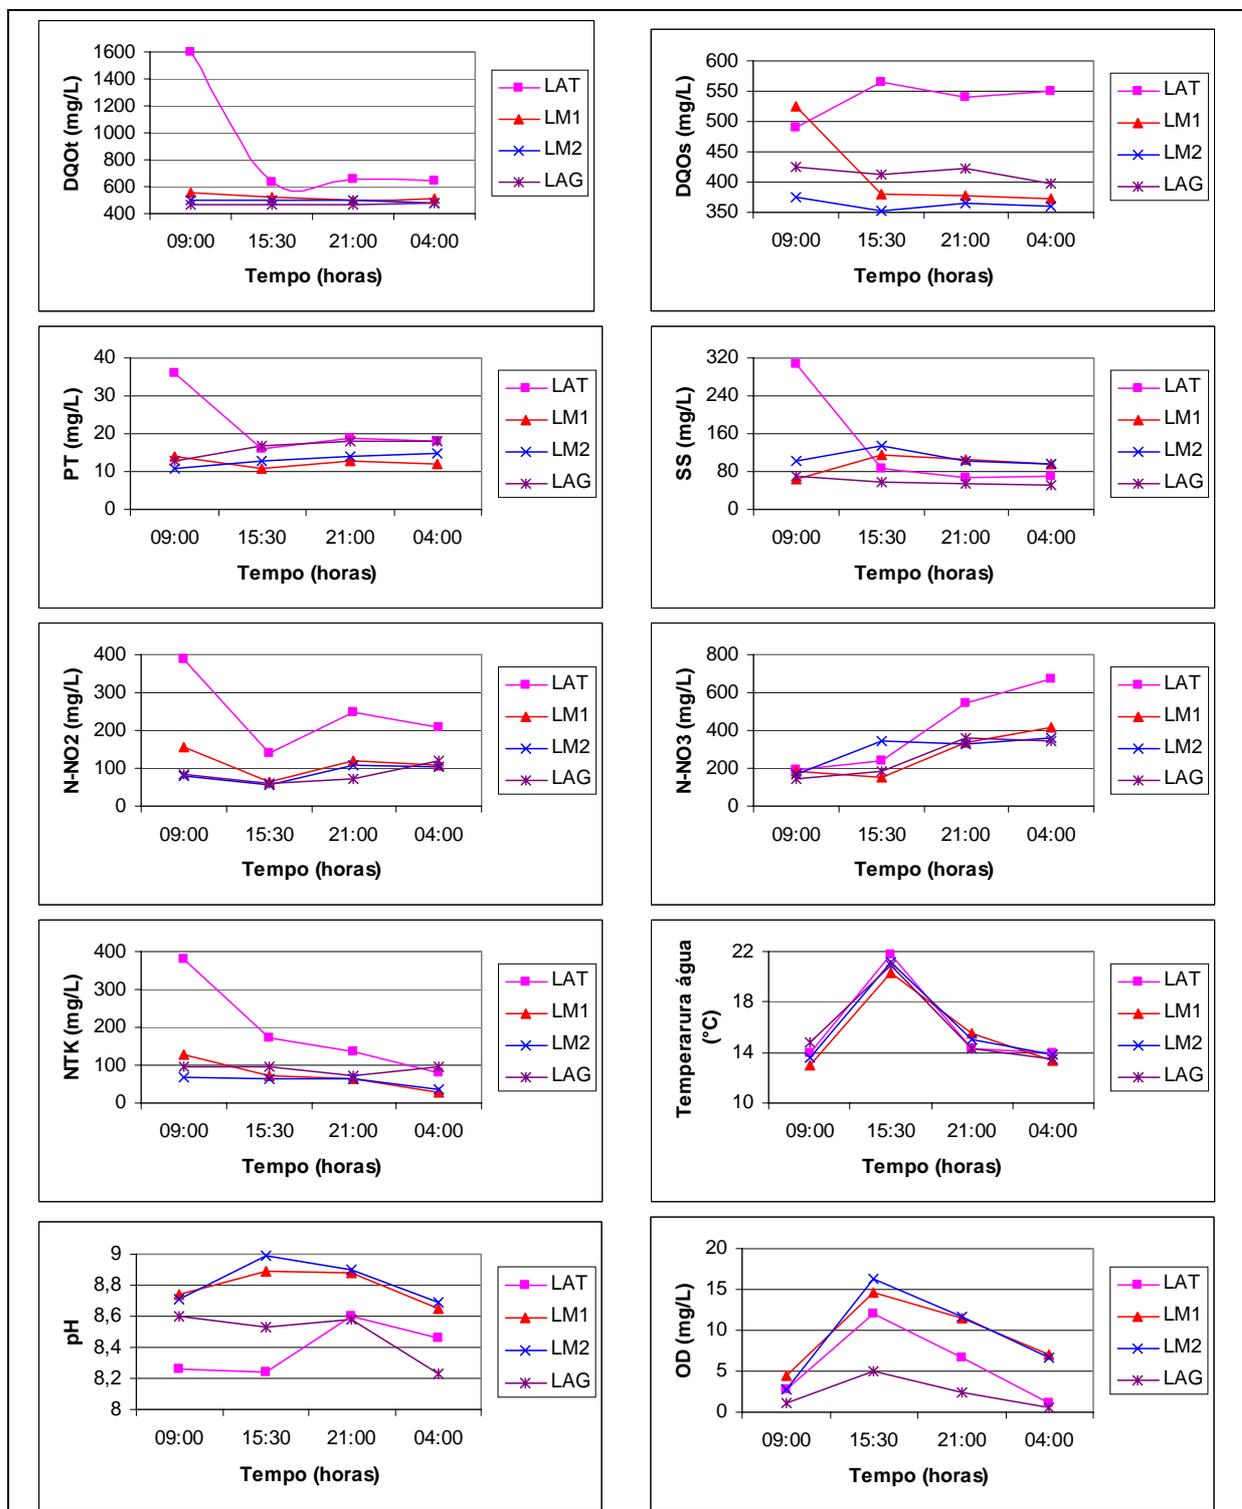 DQOt (mg/L)
1600
1400
1200
1000
800
600
400
09:00 15:30 21:00 04:00
Tempo (horas)
LAT
LM1
LM2
LAG
DQOs (mg/L)
600
550
500
450
400
350
09:00 15:30 21:00 04:00
Tempo (horas)
LAT
LM1
LM2
LAG
PT (mg/L)
40
30
20
10
0
09:00 15:30 21:00 04:00
Tempo (horas)
LAT
LM1
LM2
LAG
SS (mg/L)
320
240
160
80
0
09:00 15:30 21:00 04:00
Tempo (horas)
LAT
LM1
LM2
LAG
N-NO2 (mg/L)
400
300
200
100
0
09:00 15:30 21:00 04:00
Tempo (horas)
LAT
LM1
LM2
LAG
N-NO3 (mg/L)
800
600
400
200
0
09:00 15:30 21:00 04:00
Tempo (horas)
LAT
LM1
LM2
LAG
NTK (mg/L)
400
300
200
100
0
09:00 15:30 21:00 04:00
Tempo (horas)
LAT
LM1
LM2
LAG
Temperarura água
(°C)
22
18
14
10
09:00 15:30 21:00 04:00
Tempo (horas)
LAT
LM1
LM2
LAG
pH
9
8,8
8,6
8,4
8,2
8
09:00 15:30 21:00 04:00
Tempo (horas)
LAT
LM1
LM2
LAG
OD (mg/L)
20
15
10
5
0
09:00 15:30 21:00 04:00
Tempo (horas)
LAT
LM1
LM2
LAG